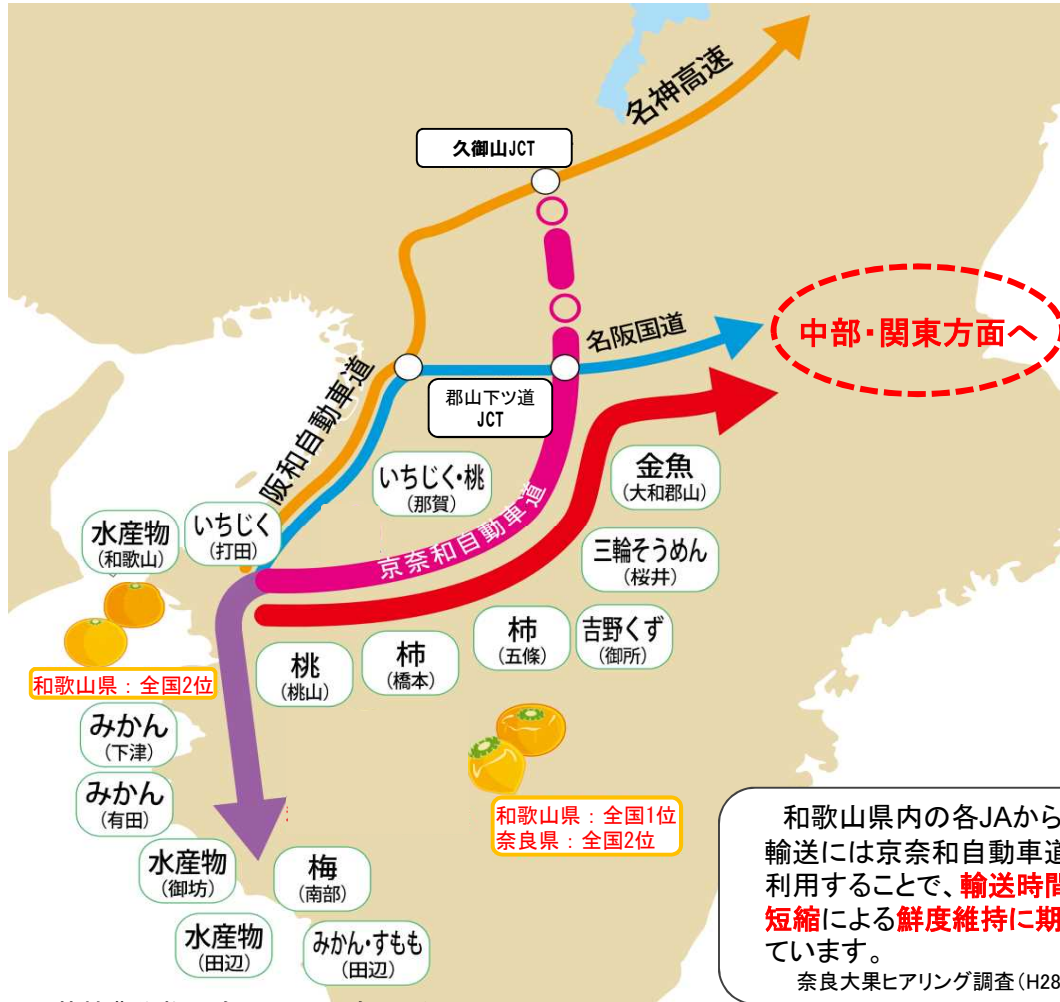 名神高速
久御山JCT
中部・関東方面へ
名阪国道
郡山下ツ道
JCT
阪和自動車道
いちじく・桃
(那賀)
金魚
(大和郡山)
いちじく
(打田)
水産物
(和歌山)
京奈和自動車道
三輪そうめん
(桜井)
柿
(五條)
吉野くず
(御所)
桃
(桃山)
柿
(橋本)
和歌山県：全国2位
みかん
(下津)
みかん
(有田)
和歌山県：全国1位
奈良県：全国2位
水産物
(御坊)
梅
(南部)
水産物
(田辺)
みかん・すもも
(田辺)
和歌山県内の各JAから
輸送には京奈和自動車道
利用することで、輸送時間
短縮による鮮度維持に期
ています。
奈良大果ヒアリング調査(H28